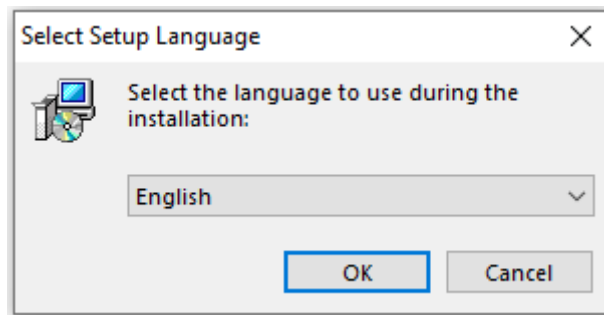 Select Setup Language
Select the language to use during the
installation:
English
OK
Cancel